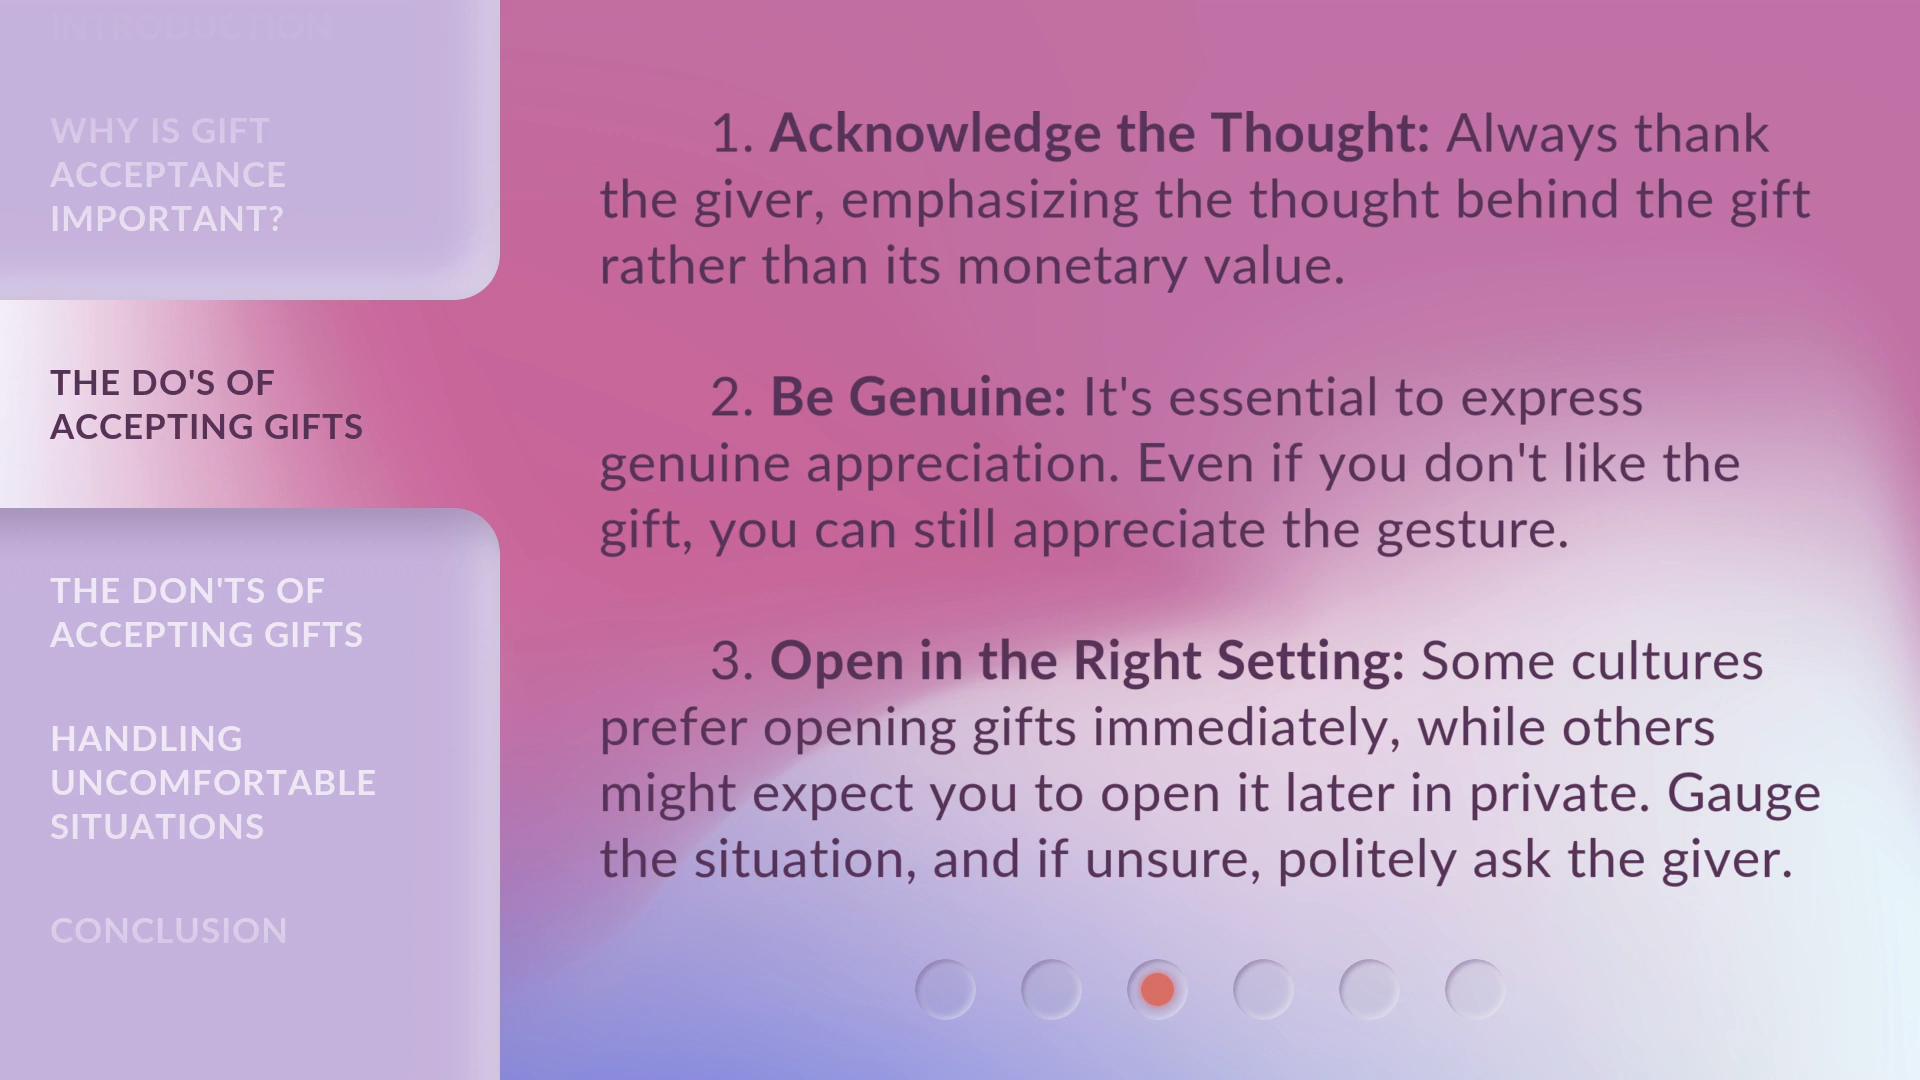 INTRODUCTION
WHY IS GIFT
ACCEPTANCE
IMPORTANT?
THE DO'S OF
ACCEPTING GIFTS
THE DON'TS OF
ACCEPTING GIFTS
HANDLING
UNCOMFORTABLE
SITUATIONS
CONCLUSION
1. Acknowledge the Thought: Always thank
the giver, emphasizing the thought behind the gift
rather than its monetary value.
2. Be Genuine: It's essential to express
genuine appreciation. Even if you don't like the
gift, you can still appreciate the gesture.
3. Open in the Right Setting: Some cultures
prefer opening gifts immediately, while others
might expect you to open it later in private. Gauge
the situation, and if unsure, politely ask the giver.